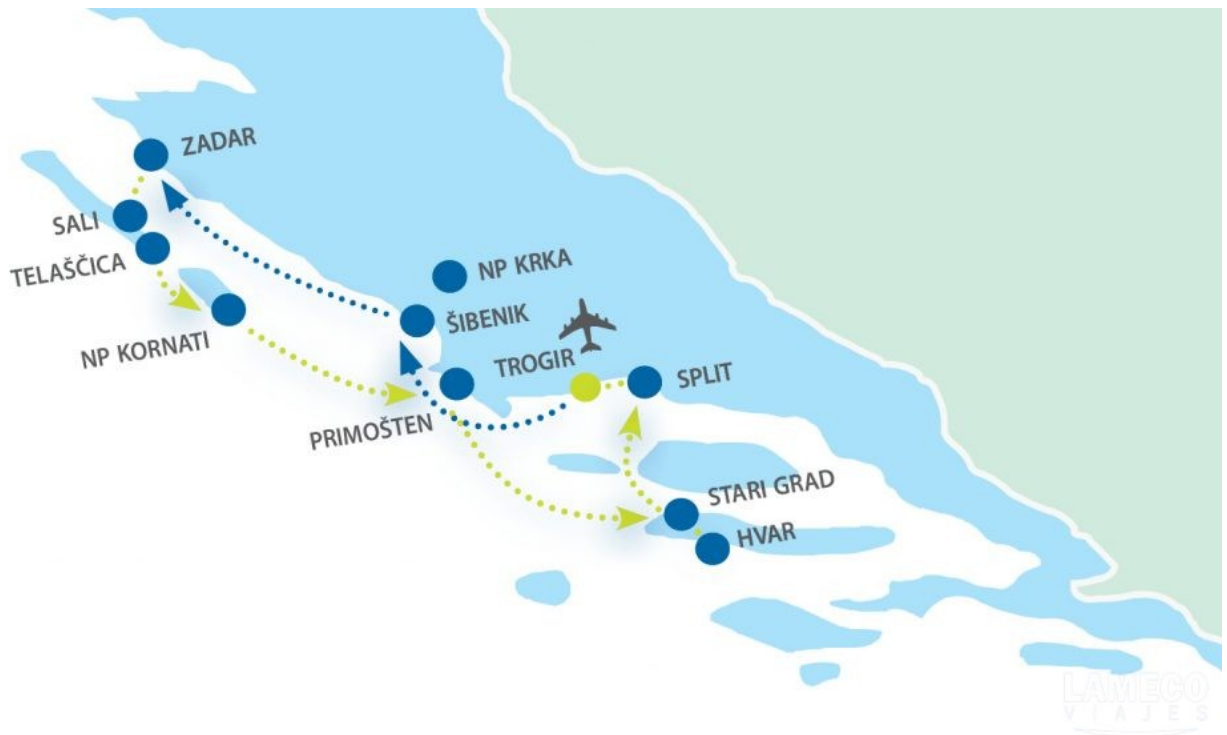 ZADAR
SALI
TELAŠČICA
NP KRKA
NP KORNATI
ŠIBENIK
TROGIR
SPLIT
PRIMOŠTEN
STARI GRAD
HVAR
LAMECO
VIAJES